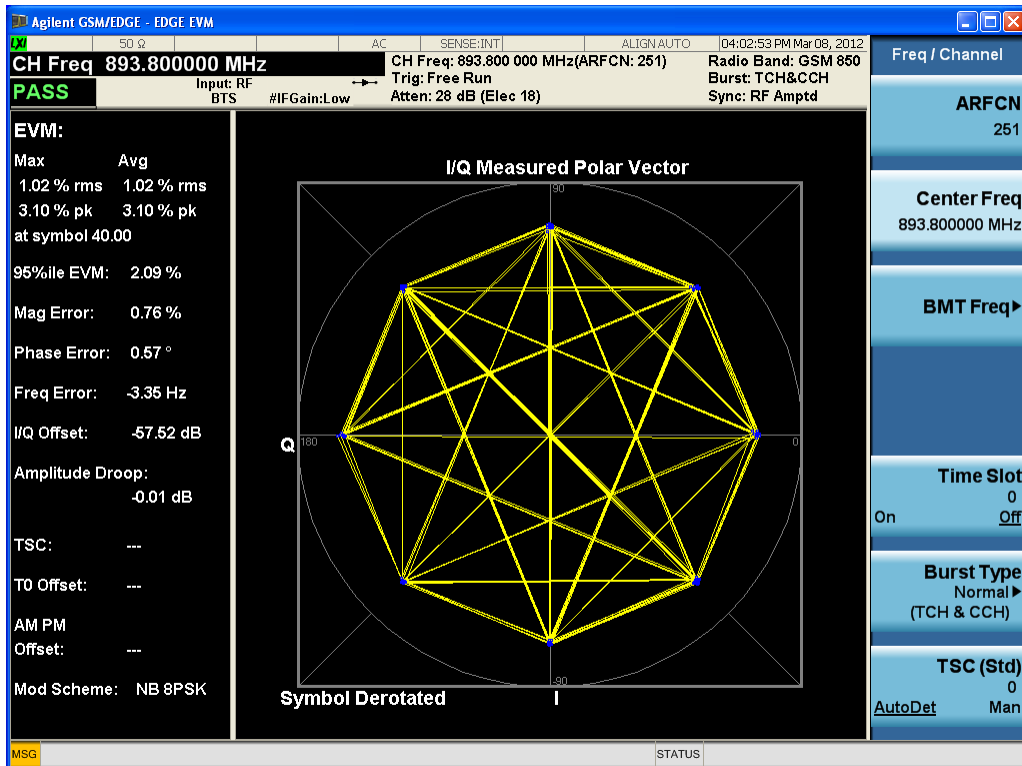 Agilent GSM/EDGE - EDGE EVM
LXI 50 Ω AC SENSE:INT ALIGN AUTO 04:02:53 PM Mar 08, 2012
CH Freq 893.800000 MHz
CH Freq: 893.800 000 MHz(ARFCN: 251) Radio Band: GSM 850
Input: RF Trig: Free Run Burst: TCH&CCH
PASS BTS #IFGain:Low Atten: 28 dB (Elec 18) Sync: RF Amptd
EVM:
Max Avg
1.02 % rms 1.02 % rms
3.10 % pk 3.10 % pk
at symbol 40.00
95%ile EVM: 2.09 %
Mag Error: 0.76 %
Phase Error: 0.57 °
Freq Error: -3.35 Hz
I/Q Offset: -57.52 dB
Amplitude Droop:
-0.01 dB
TSC: ---
T0 Offset: ---
AM PM
Offset: ---
Mod Scheme: NB 8PSK
I/Q Measured Polar Vector
90
Q 180 0
-90
Symbol Derotated I
Freq / Channel
ARFCN
251
Center Freq
893.800000 MHz
BMT Freq
Time Slot
0
On Off
Burst Type
Normal
(TCH & CCH)
TSC (Std)
0
AutoDet Man
MSG STATUS